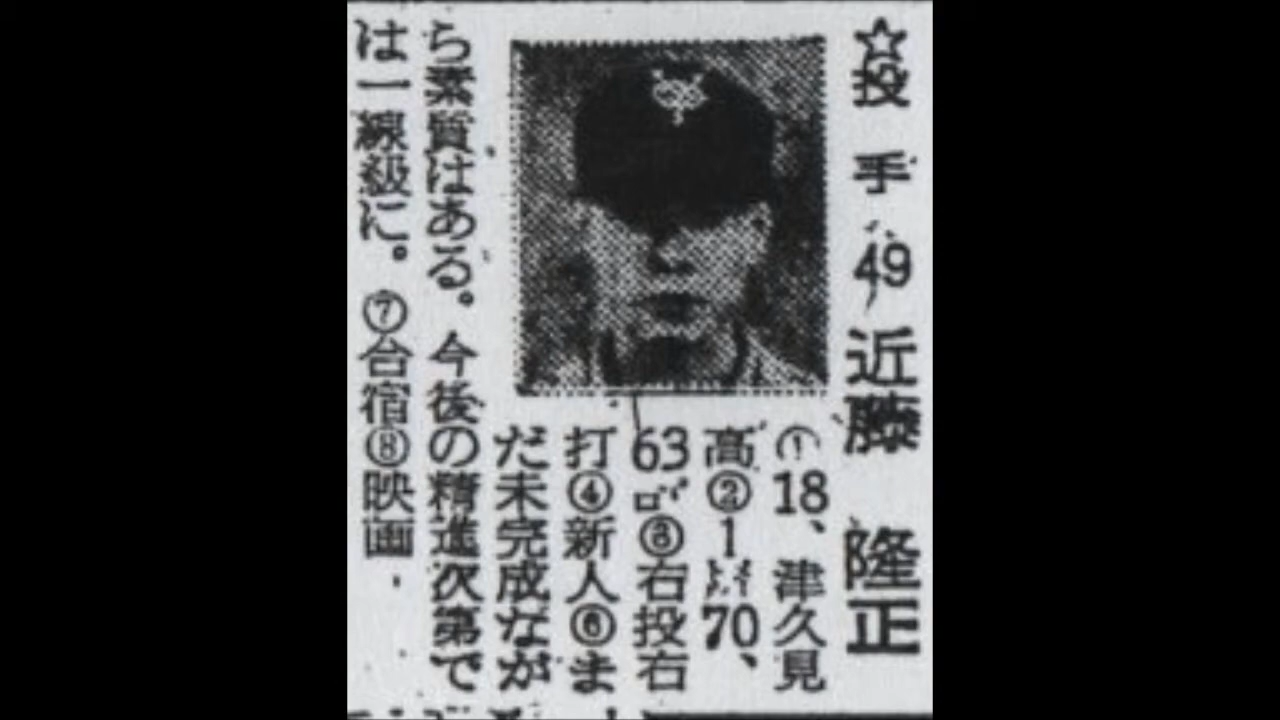 ☆投手 49 近藤 隆正
①18、津久見
高②1㍍70、
63㌔③右投右
打④新人⑥ま
だ未完成なが
ら素質はある。今後の精進次第で
は一線級に。⑦合宿⑧映画